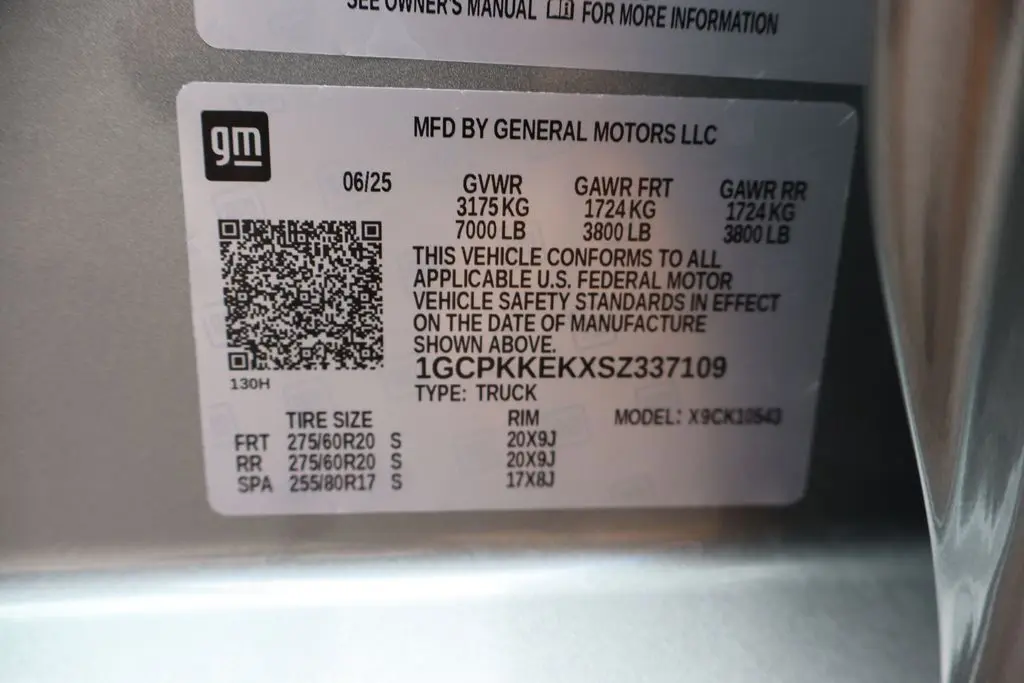 SEE OWNER'S MANUAL FOR MORE INFORMATION
gm
MFD BY GENERAL MOTORS LLC
06/25 GVWR GAWR FRT GAWR RR
3175 KG 1724 KG 1724 KG
7000 LB 3800 LB 3800 LB
THIS VEHICLE CONFORMS TO ALL
APPLICABLE U.S. FEDERAL MOTOR
VEHICLE SAFETY STANDARDS IN EFFECT
ON THE DATE OF MANUFACTURE
SHOWN ABOVE.
1GCPKKEKXSZ337109
130H
TYPE: TRUCK
TIRE SIZE RIM MODEL: X9CK10543
FRT 275/60R20 S 20X9J
RR 275/60R20 S 20X9J
SPA 255/80R17 S 17X8J